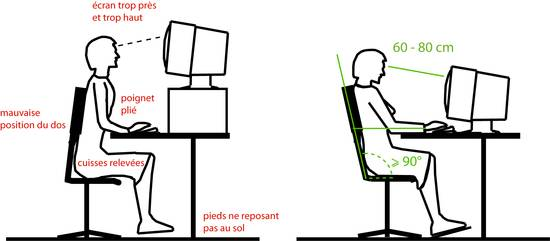 écran trop près
et trop haut
poignet
plié
mauvaise
position du dos
cuisses relevées
pieds ne reposant
pas au sol
60 - 80 cm
⩾ 90°